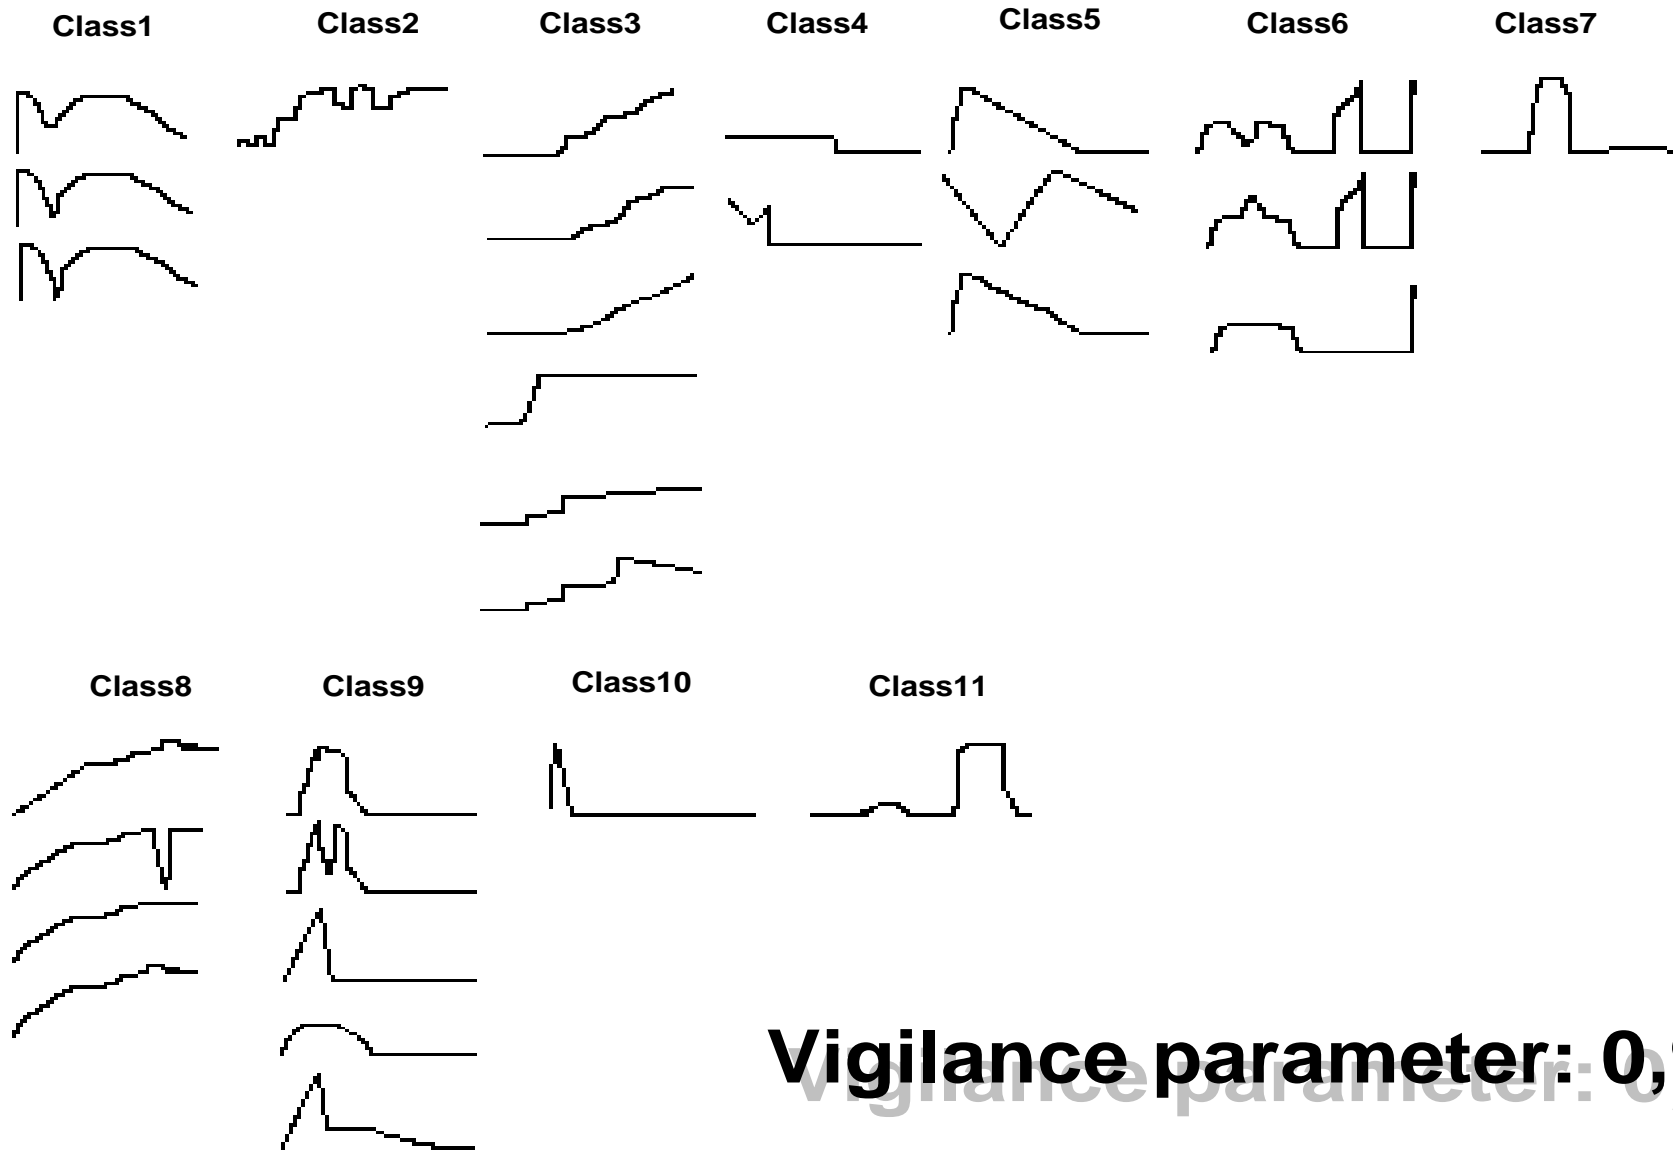 Class1 Class2 Class3 Class4 Class5 Class6 Class7
Class8 Class9 Class10 Class11
Vigilance parameter: 0,